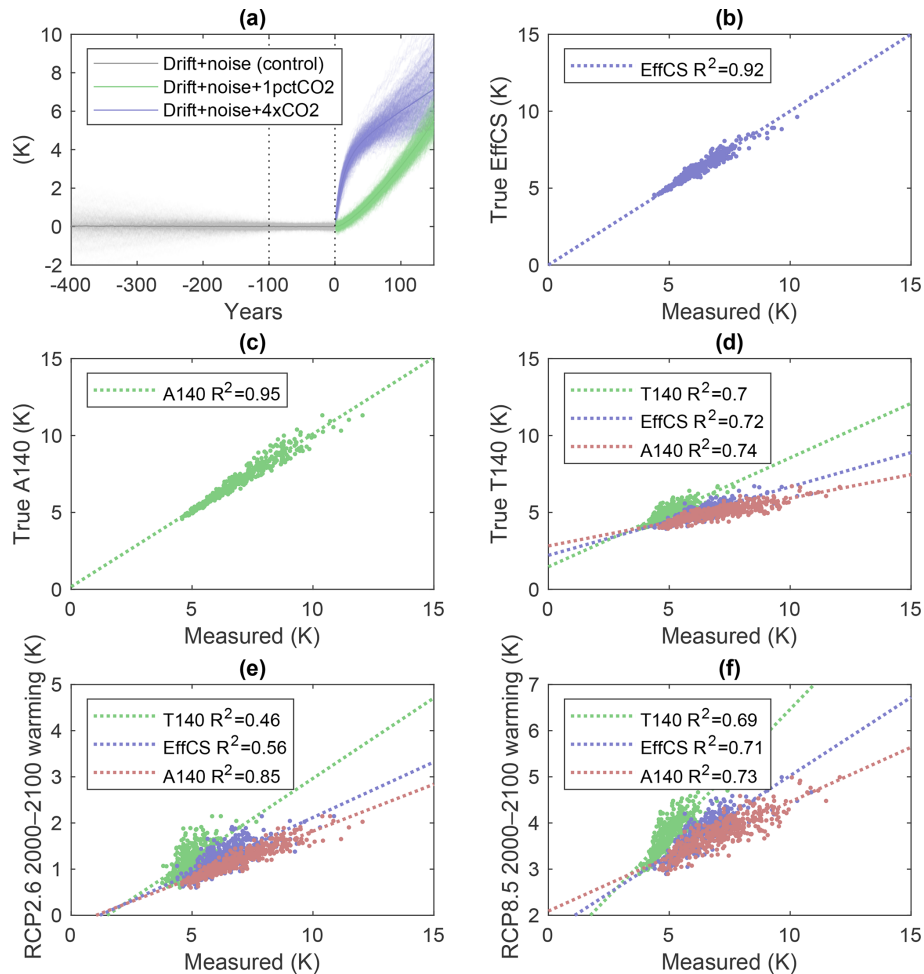 (a)
10
8
6
4
2
0
-2
(K)
Drift+noise (control)
Drift+noise+1pctCO2
Drift+noise+4xCO2
-400 -300 -200 -100 0 100
Years
(b)
15
10
5
0
True EffCS (K)
EffCS R²=0.92
0 5 10 15
Measured (K)
(c)
15
10
5
0
True A140 (K)
A140 R²=0.95
0 5 10 15
Measured (K)
(d)
15
10
5
0
True T140 (K)
T140 R²=0.7
EffCS R²=0.72
A140 R²=0.74
0 5 10 15
Measured (K)
(e)
5
4
3
2
1
0
RCP2.6 2000–2100 warming (K)
T140 R²=0.46
EffCS R²=0.56
A140 R²=0.85
0 5 10 15
Measured (K)
(f)
7
6
5
4
3
2
RCP8.5 2000–2100 warming (K)
T140 R²=0.69
EffCS R²=0.71
A140 R²=0.73
0 5 10 15
Measured (K)